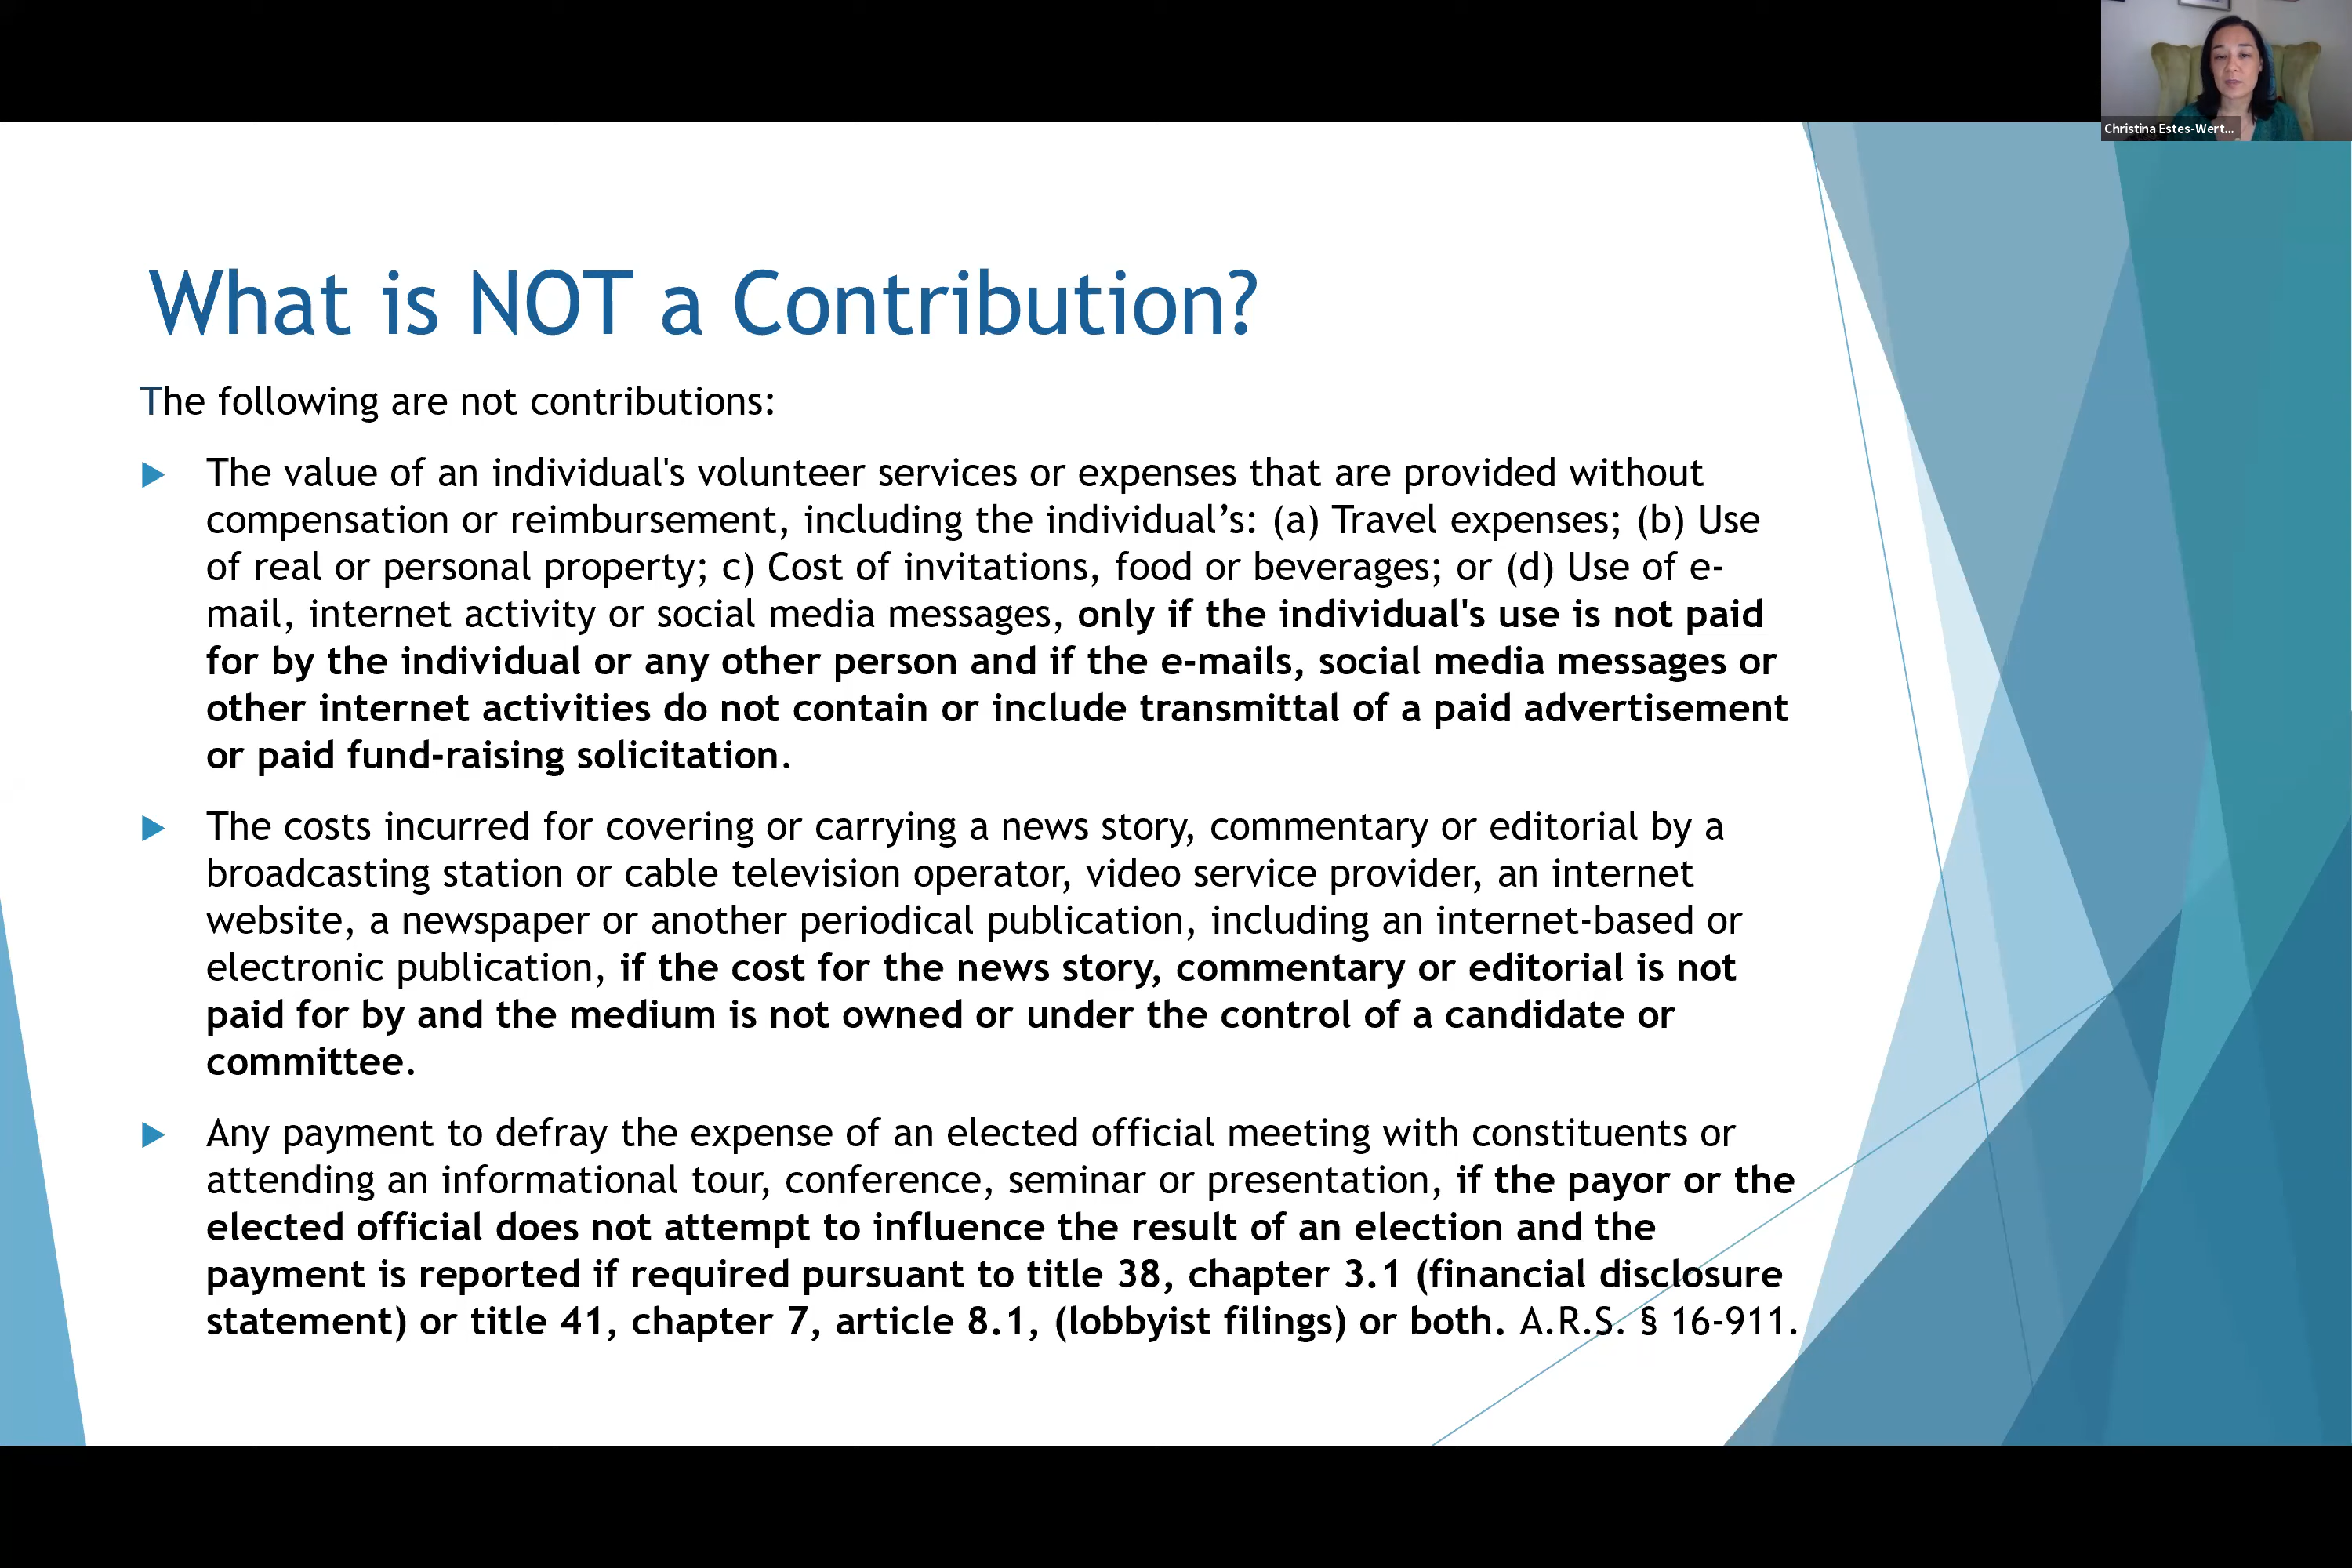 Christina Estes-Wert...
What is NOT a Contribution?
The following are not contributions:
The value of an individual's volunteer services or expenses that are provided without
compensation or reimbursement, including the individual’s: (a) Travel expenses; (b) Use
of real or personal property; c) Cost of invitations, food or beverages; or (d) Use of e-
mail, internet activity or social media messages, only if the individual's use is not paid
for by the individual or any other person and if the e-mails, social media messages or
other internet activities do not contain or include transmittal of a paid advertisement
or paid fund-raising solicitation.
The costs incurred for covering or carrying a news story, commentary or editorial by a
broadcasting station or cable television operator, video service provider, an internet
website, a newspaper or another periodical publication, including an internet-based or
electronic publication, if the cost for the news story, commentary or editorial is not
paid for by and the medium is not owned or under the control of a candidate or
committee.
Any payment to defray the expense of an elected official meeting with constituents or
attending an informational tour, conference, seminar or presentation, if the payor or the
elected official does not attempt to influence the result of an election and the
payment is reported if required pursuant to title 38, chapter 3.1 (financial disclosure
statement) or title 41, chapter 7, article 8.1, (lobbyist filings) or both. A.R.S. § 16-911.